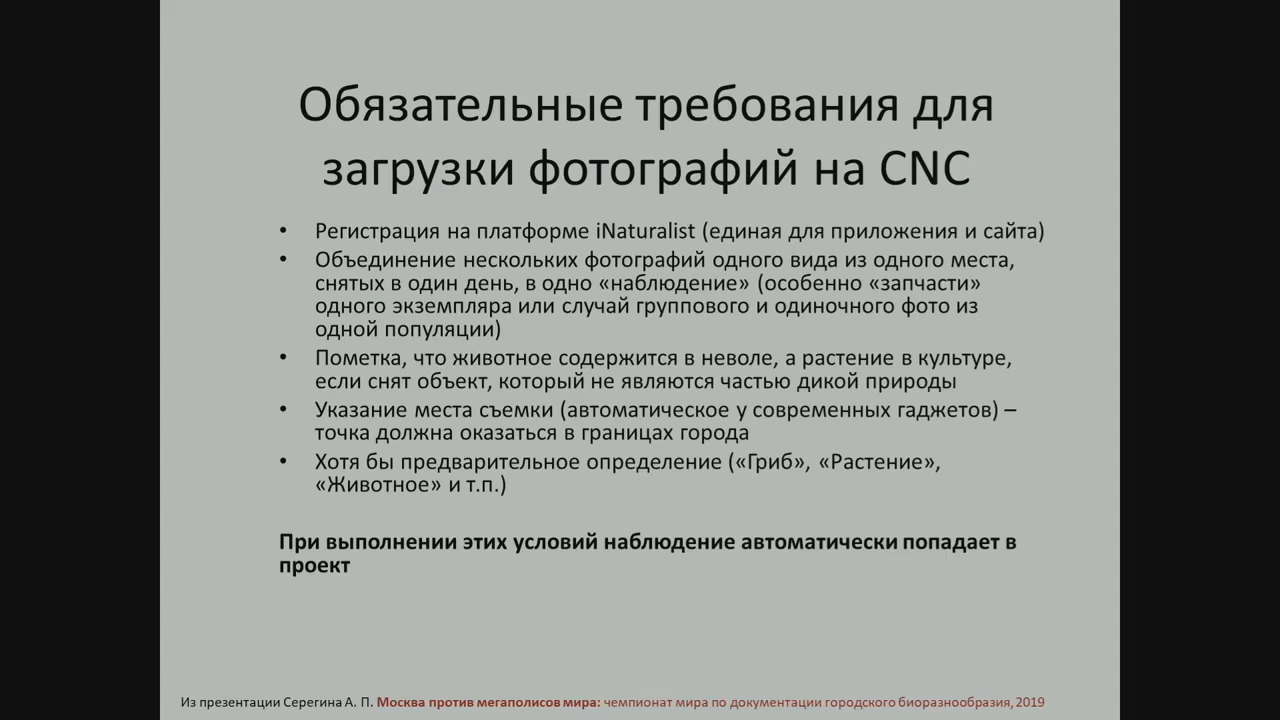 Обязательные требования для
загрузки фотографий на CNC
• Регистрация на платформе iNaturalist (единая для приложения и сайта)
• Объединение нескольких фотографий одного вида из одного места,
снятых в один день, в одно «наблюдение» (особенно «запчасти»
одного экземпляра или случай группового и одиночного фото из
одной популяции)
• Пометка, что животное содержится в неволе, а растение в культуре,
если снят объект, который не являются частью дикой природы
• Указание места съемки (автоматическое у современных гаджетов) –
точка должна оказаться в границах города
• Хотя бы предварительное определение («Гриб», «Растение»,
«Животное» и т.п.)
При выполнении этих условий наблюдение автоматически попадает в
проект
Из презентации Серегина А. П. Москва против мегаполисов мира: чемпионат мира по документации городского биоразнообразия, 2019